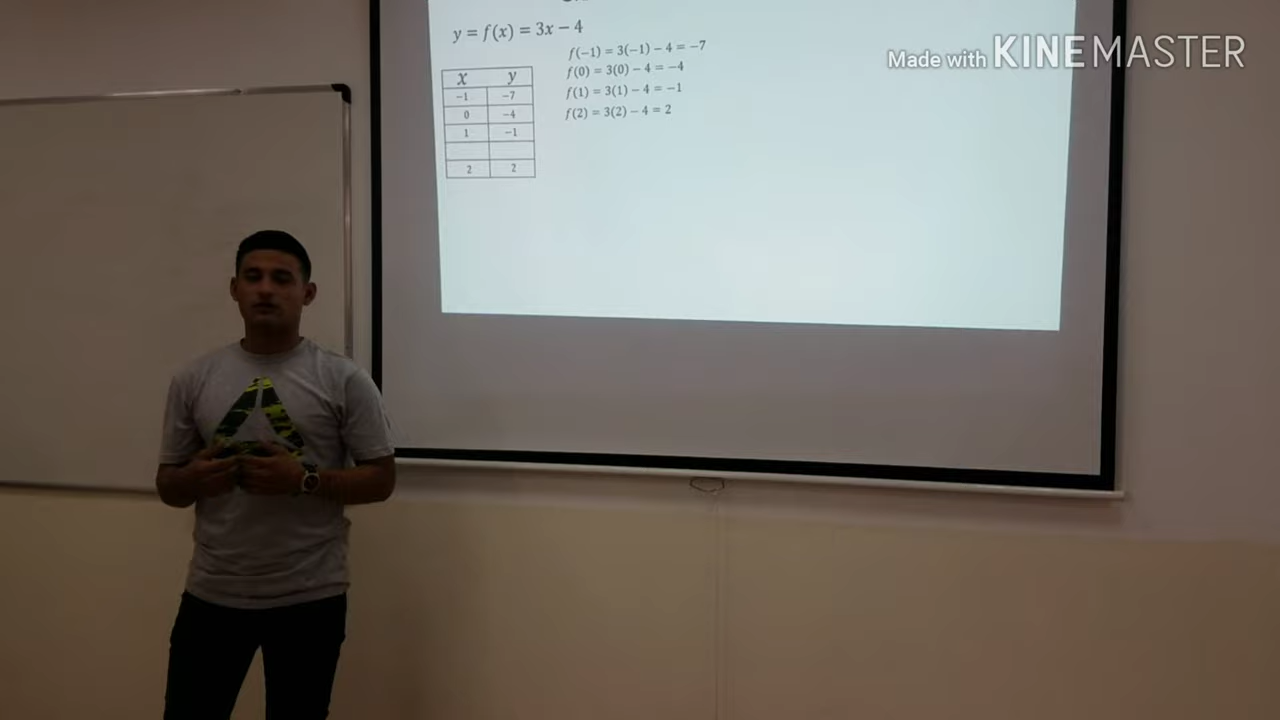 y = f(x) = 3x − 4
f(−1) = 3(−1) − 4 = −7
f(0) = 3(0) − 4 = −4
f(1) = 3(1) − 4 = −1
f(2) = 3(2) − 4 = 2
x y
−1 −7
0 −4
1 −1
2 2
Made with KINEMASTER